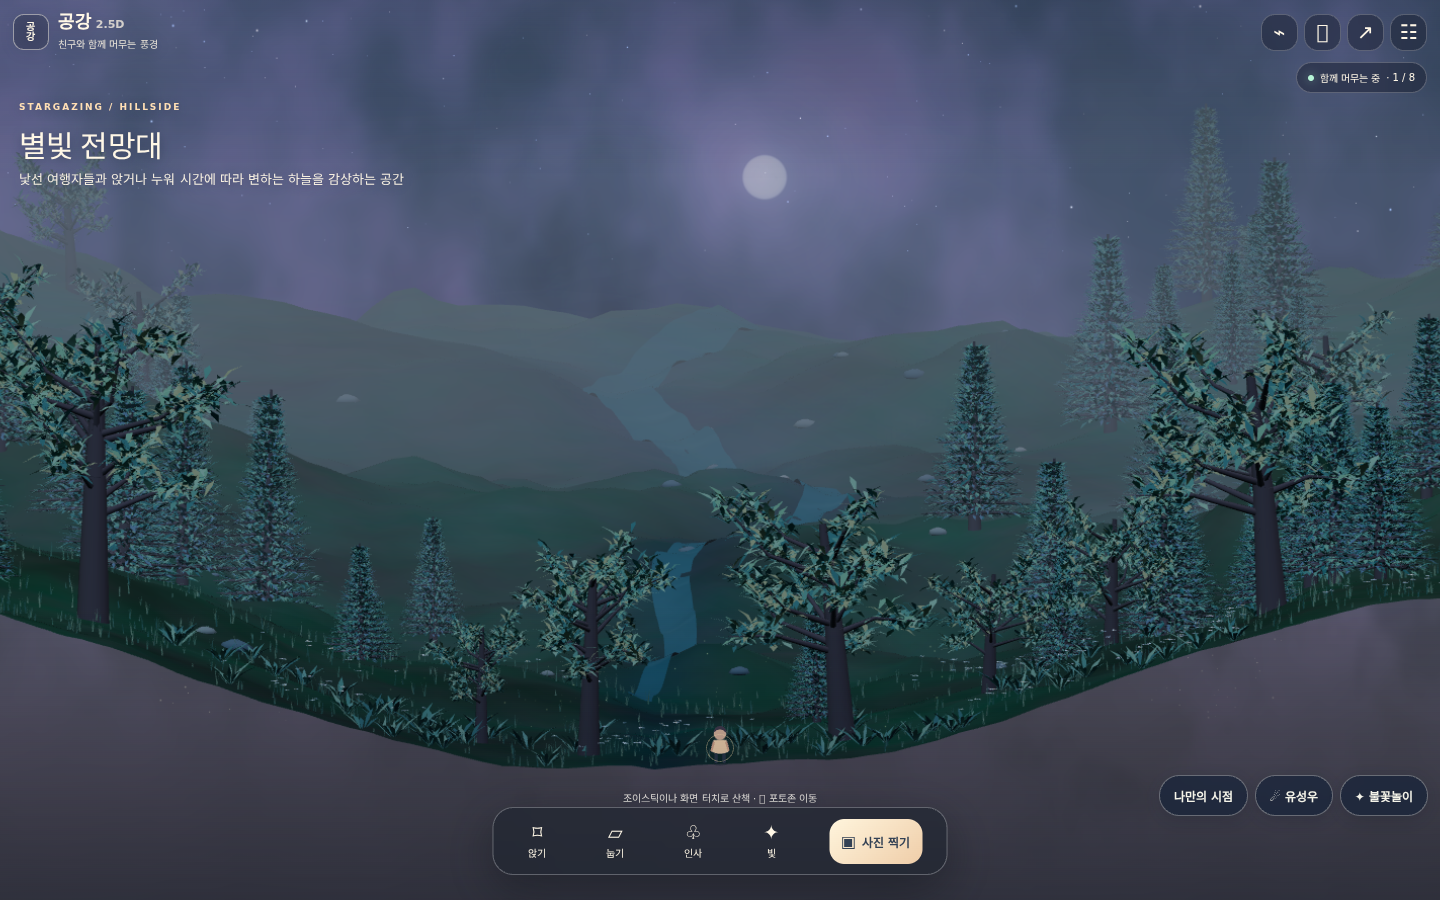 공강
공강 2.5D
친구와 함께 머무는 풍경
함께 머무는 중 · 1 / 8
STARGAZING / HILLSIDE
별빛 전망대
낯선 여행자들과 앉거나 누워 시간에 따라 변하는 하늘을 감상하는 공간
조이스틱이나 화면 터치로 산책 · 포토존 이동
나만의 시점
유성우
불꽃놀이
앉기
눕기
인사
빛
사진 찍기